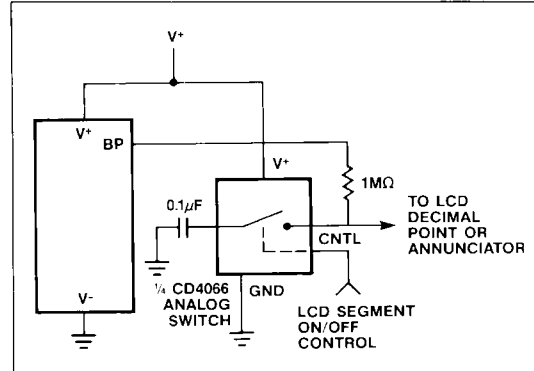 V+
V+
BP
V+
1MΩ
0.1μF
TO LCD
DECIMAL
POINT OR
ANNUNCIATOR
CNTL
V-
¼ CD4066
ANALOG
SWITCH
GND
LCD SEGMENT
ON/OFF
CONTROL